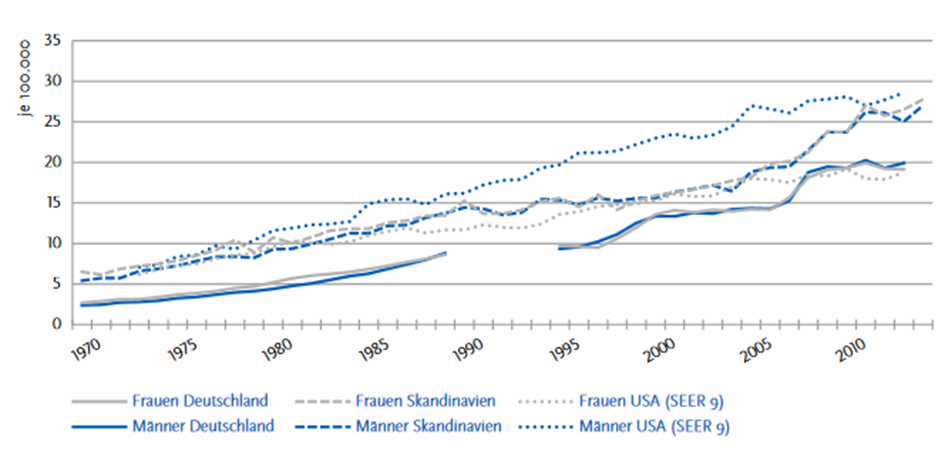 je 100.000
35
30
25
20
15
10
5
0
1970 1975 1980 1985 1990 1995 2000 2005 2010
Frauen Deutschland Frauen Skandinavien Frauen USA (SEER 9)
Männer Deutschland Männer Skandinavien Männer USA (SEER 9)